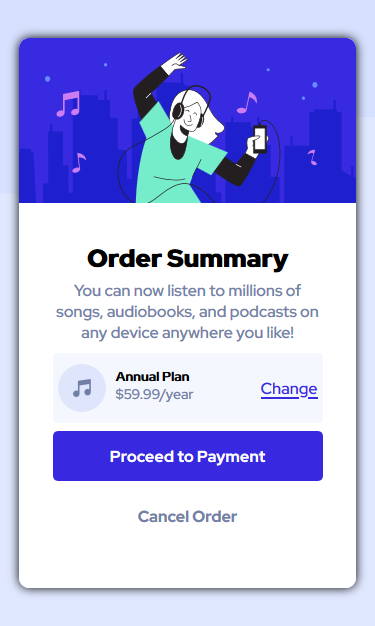 Order Summary
You can now listen to millions of
songs, audiobooks, and podcasts on
any device anywhere you like!
Annual Plan
$59.99/year
Change
Proceed to Payment
Cancel Order